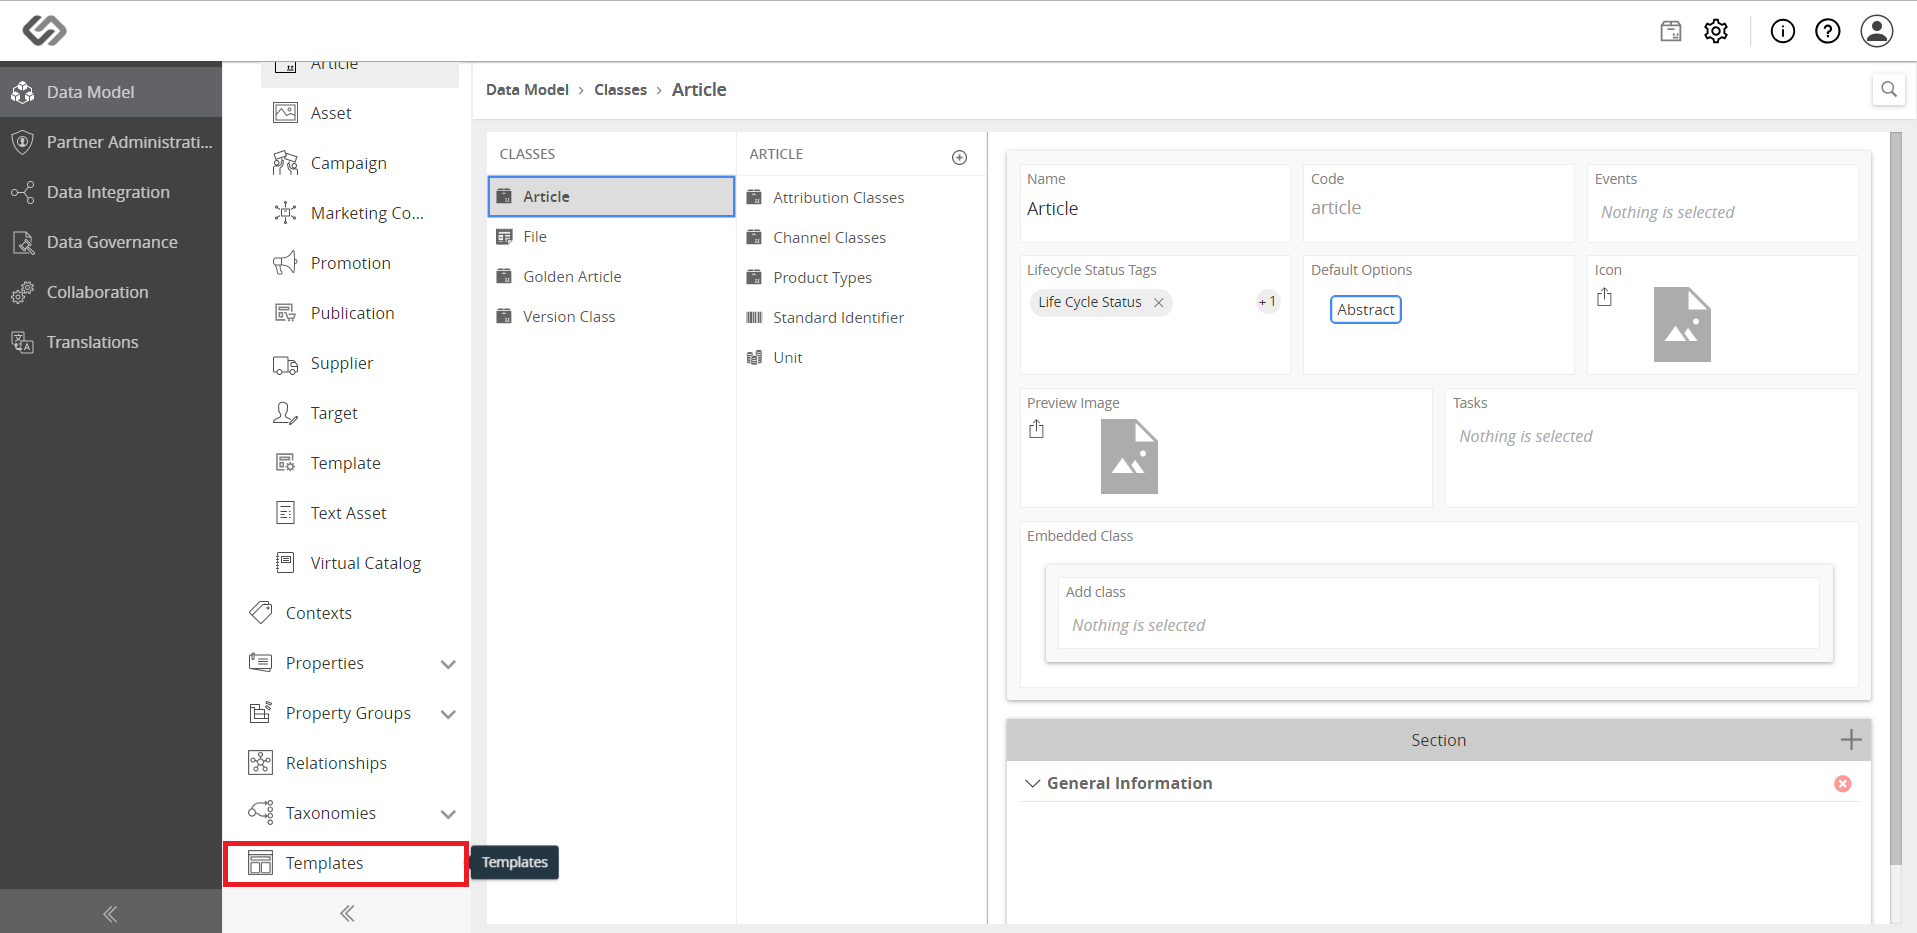 Data Model
Partner Administrati...
Data Integration
Data Governance
Collaboration
Translations
Article
Asset
Campaign
Marketing Co...
Promotion
Publication
Supplier
Target
Template
Text Asset
Virtual Catalog
Contexts
Properties
Property Groups
Relationships
Taxonomies
Templates
Templates
Data Model > Classes > Article
CLASSES
Article
File
Golden Article
Version Class
ARTICLE
Attribution Classes
Channel Classes
Product Types
Standard Identifier
Unit
Name
Article
Code
article
Events
Nothing is selected
Lifecycle Status Tags
Life Cycle Status
+1
Default Options
Abstract
Icon
Preview Image
Tasks
Nothing is selected
Embedded Class
Add class
Nothing is selected
Section
General Information